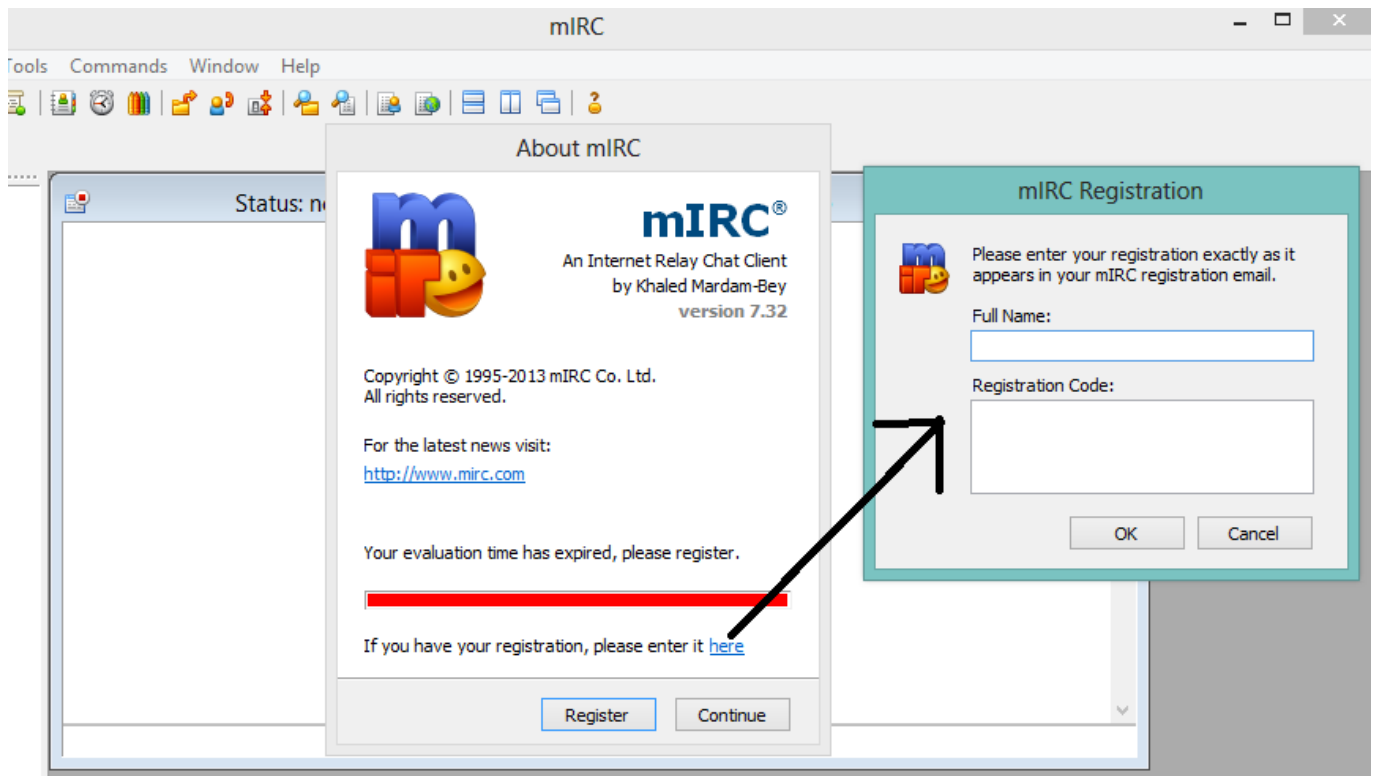 mIRC
Tools Commands Window Help
About mIRC
Status: n
mIRC®
An Internet Relay Chat Client
by Khaled Mardam-Bey
version 7.32
Copyright © 1995-2013 mIRC Co. Ltd.
All rights reserved.
For the latest news visit:
http://www.mirc.com
Your evaluation time has expired, please register.
If you have your registration, please enter it here
Register Continue
mIRC Registration
Please enter your registration exactly as it
appears in your mIRC registration email.
Full Name:
Registration Code:
OK Cancel